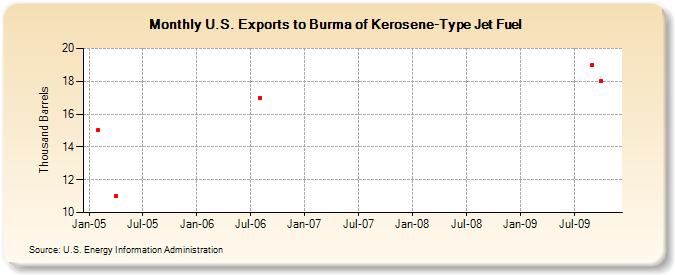 Monthly U.S. Exports to Burma of Kerosene-Type Jet Fuel
Thousand Barrels
20
18
16
14
12
10
Jan-05 Jul-05 Jan-06 Jul-06 Jan-07 Jul-07 Jan-08 Jul-08 Jan-09 Jul-09
Source: U.S. Energy Information Administration